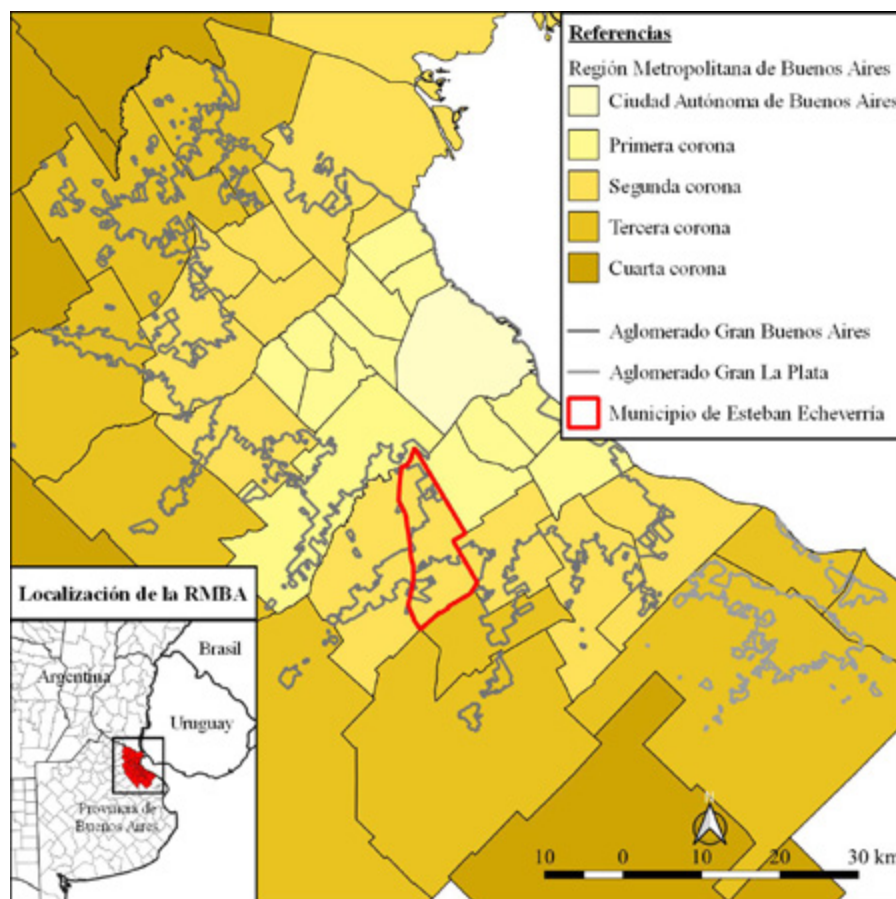 Referencias
Región Metropolitana de Buenos Aires
Ciudad Autónoma de Buenos Aires
Primera corona
Segunda corona
Tercera corona
Cuarta corona
Aglomerado Gran Buenos Aires
Aglomerado Gran La Plata
Municipio de Esteban Echeverría
Localización de la RMBA
Brasil
Argentina
Uruguay
Provincia de
Buenos Aires
N
10 0 10 20 30 km